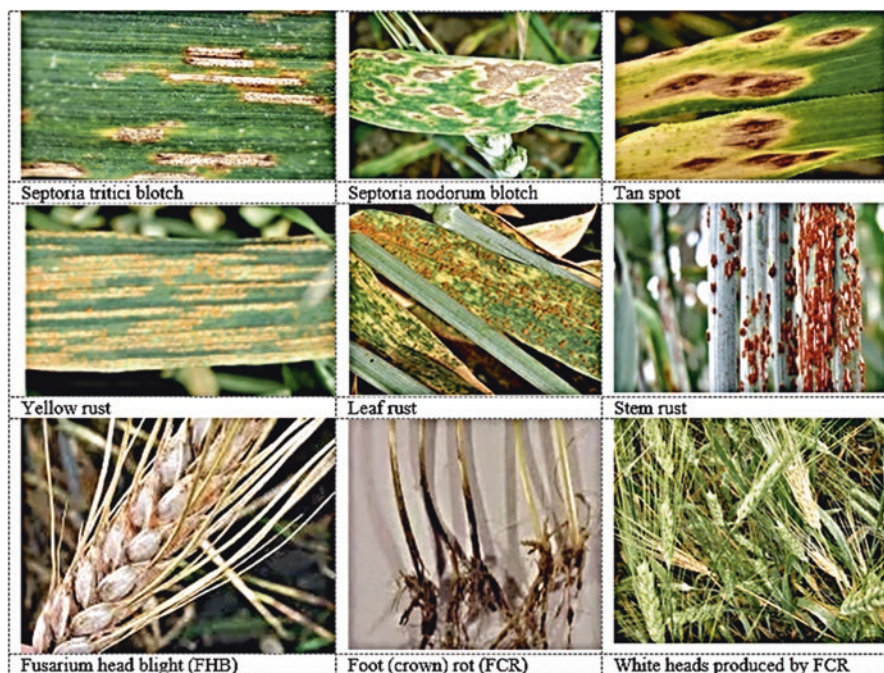 Septoria tritici blotch
Septoria nodorum blotch
Tan spot
Yellow rust
Leaf rust
Stem rust
Fusarium head blight (FHB)
Foot (crown) rot (FCR)
White heads produced by FCR